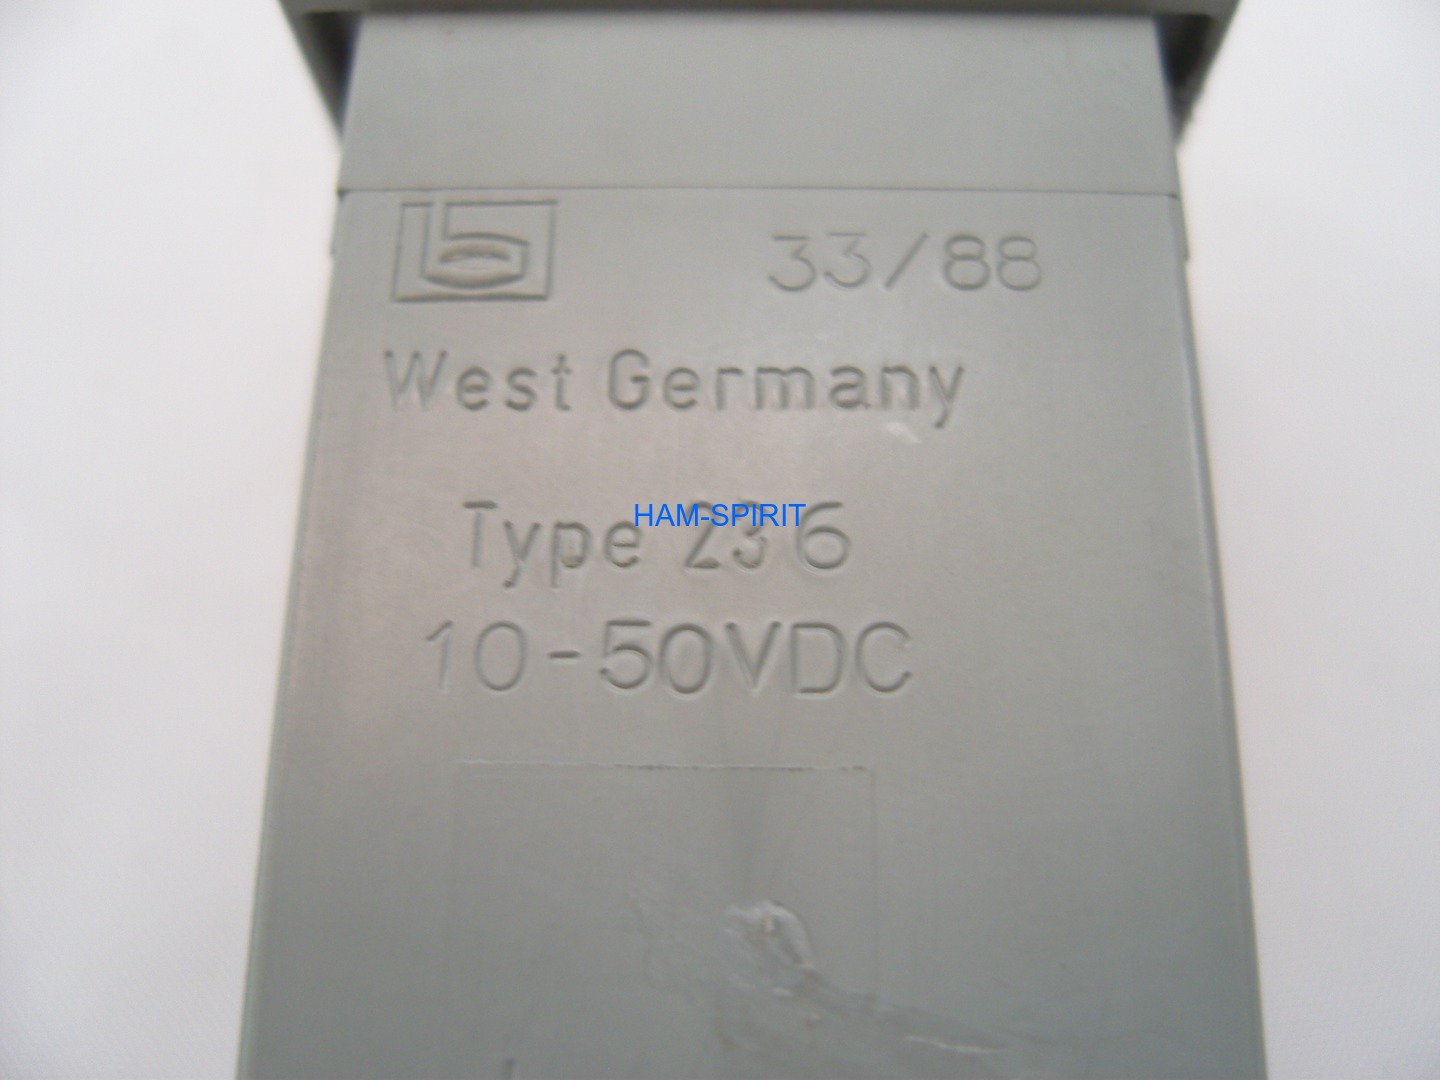 33/88
West Germany
Type 236
HAM-SPIRIT
10-50VDC